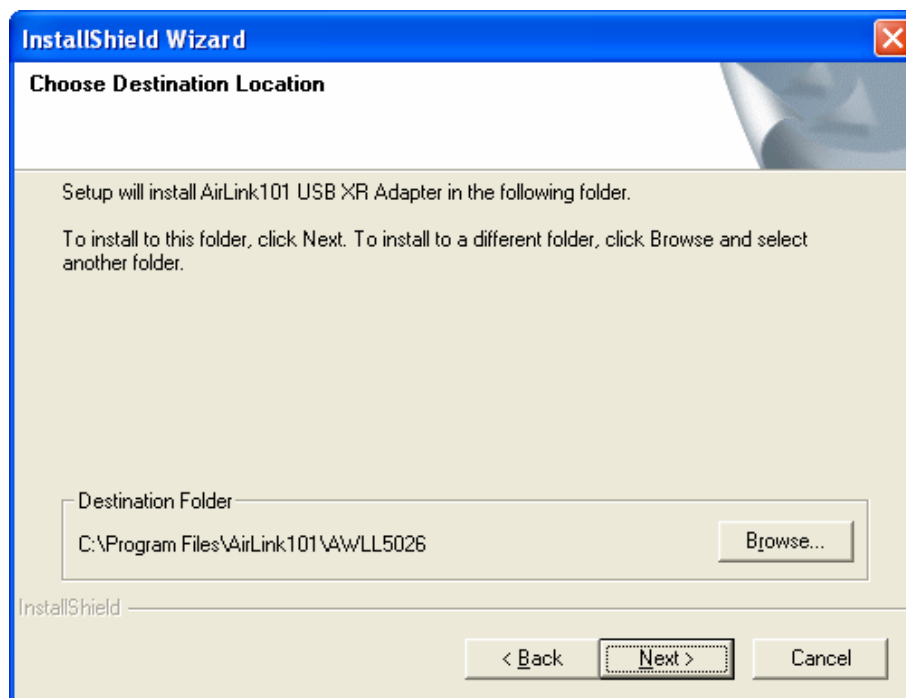 InstallShield Wizard
Choose Destination Location
Setup will install AirLink101 USB XR Adapter in the following folder.
To install to this folder, click Next. To install to a different folder, click Browse and select
another folder.
Destination Folder
C:\Program Files\AirLink101\AWLL5026
Browse...
InstallShield
< Back
Next >
Cancel